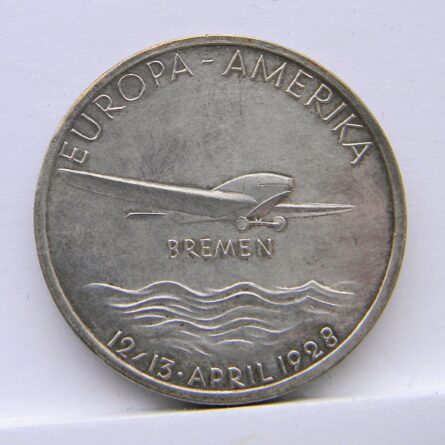 EUROPA - AMERIKA
BREMEN
12/13 · APRIL 1928